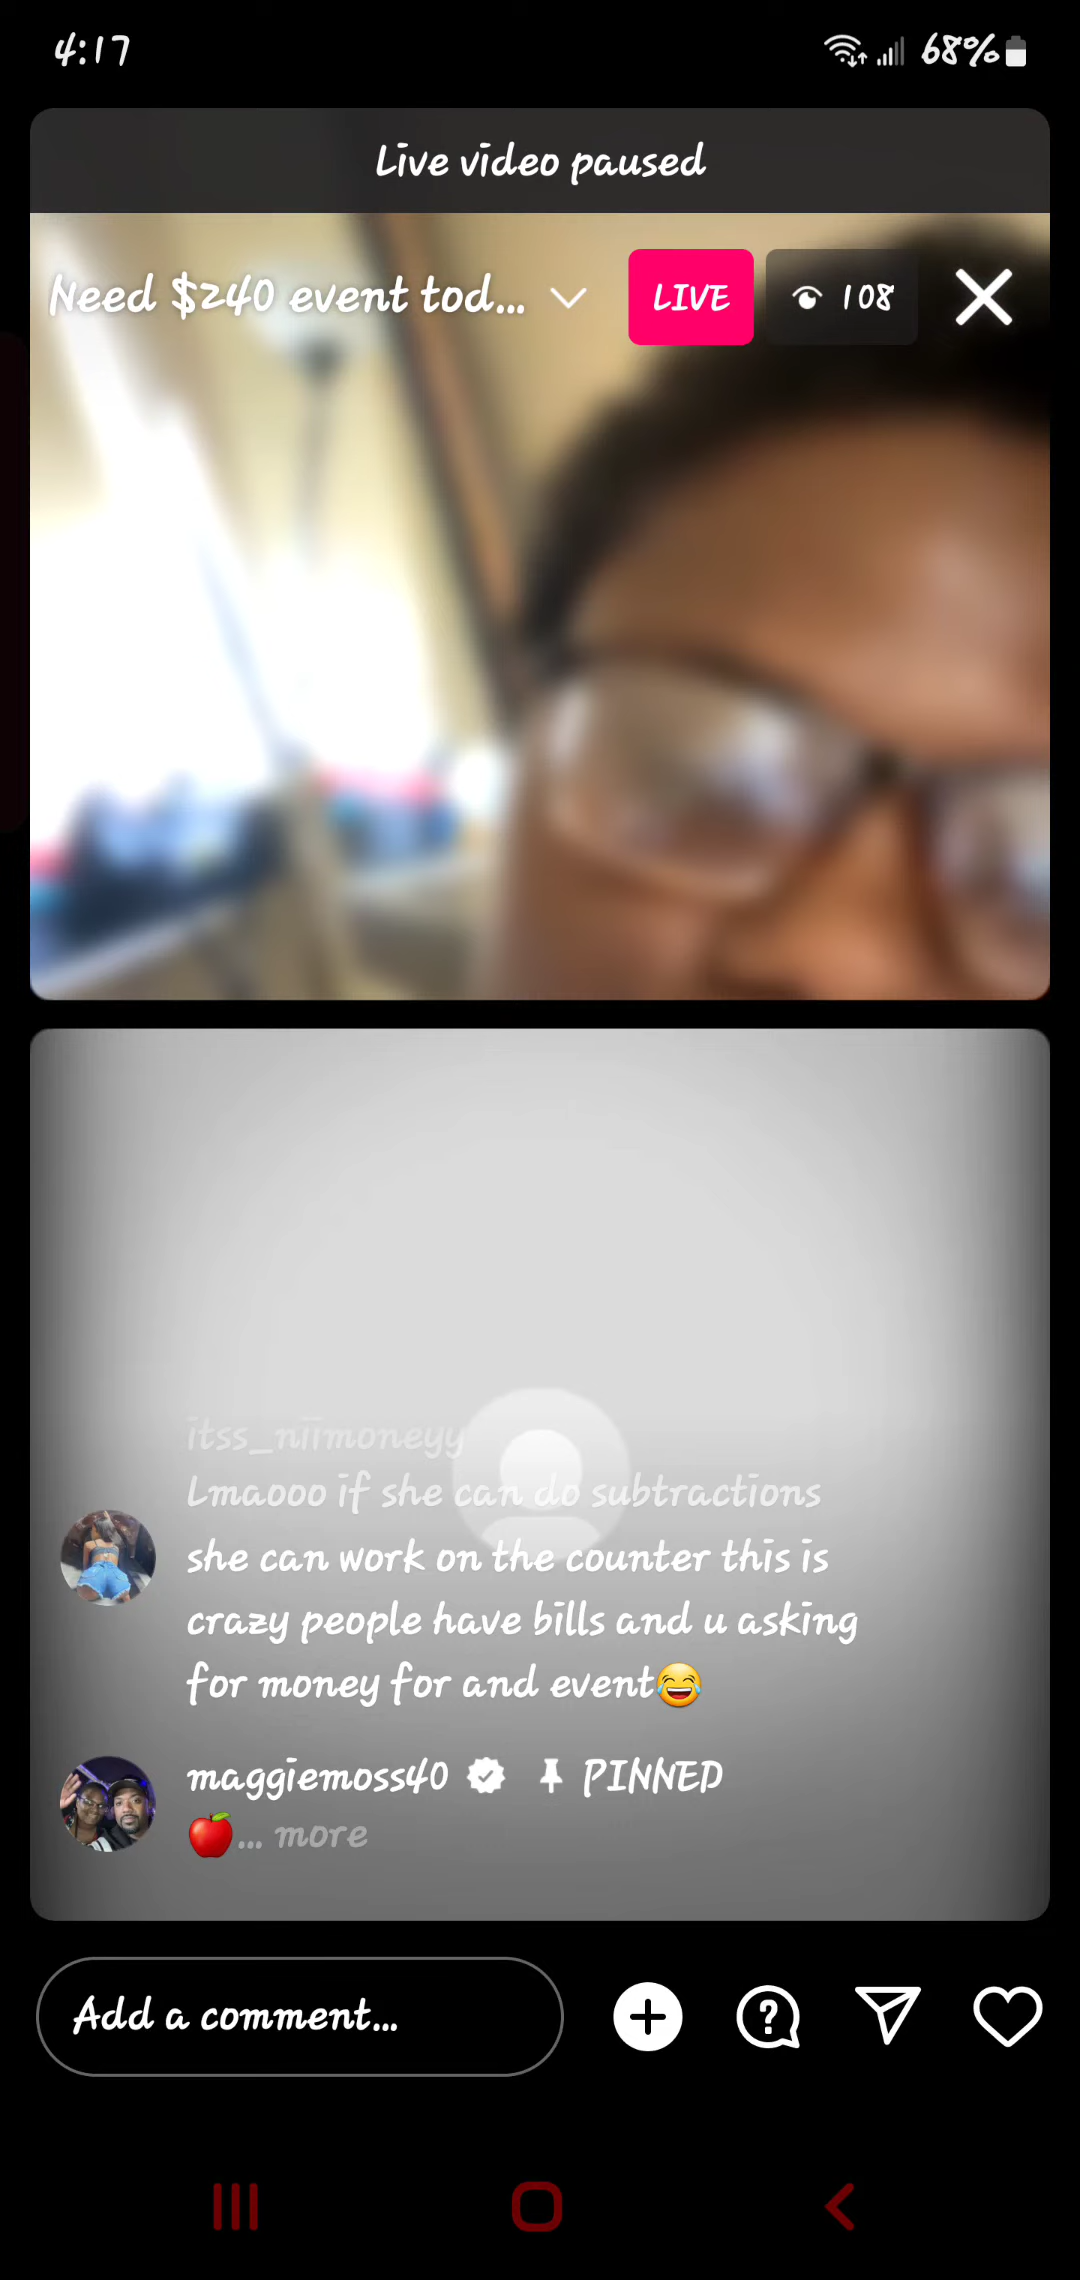 4:17
68%
Live video paused
Need $240 event tod...
LIVE
108
itss_niimoneyy
Lmaooo if she can do subtractions
she can work on the counter this is
crazy people have bills and u asking
for money for and event😂
maggiemoss40 PINNED
🍎... more
Add a comment...